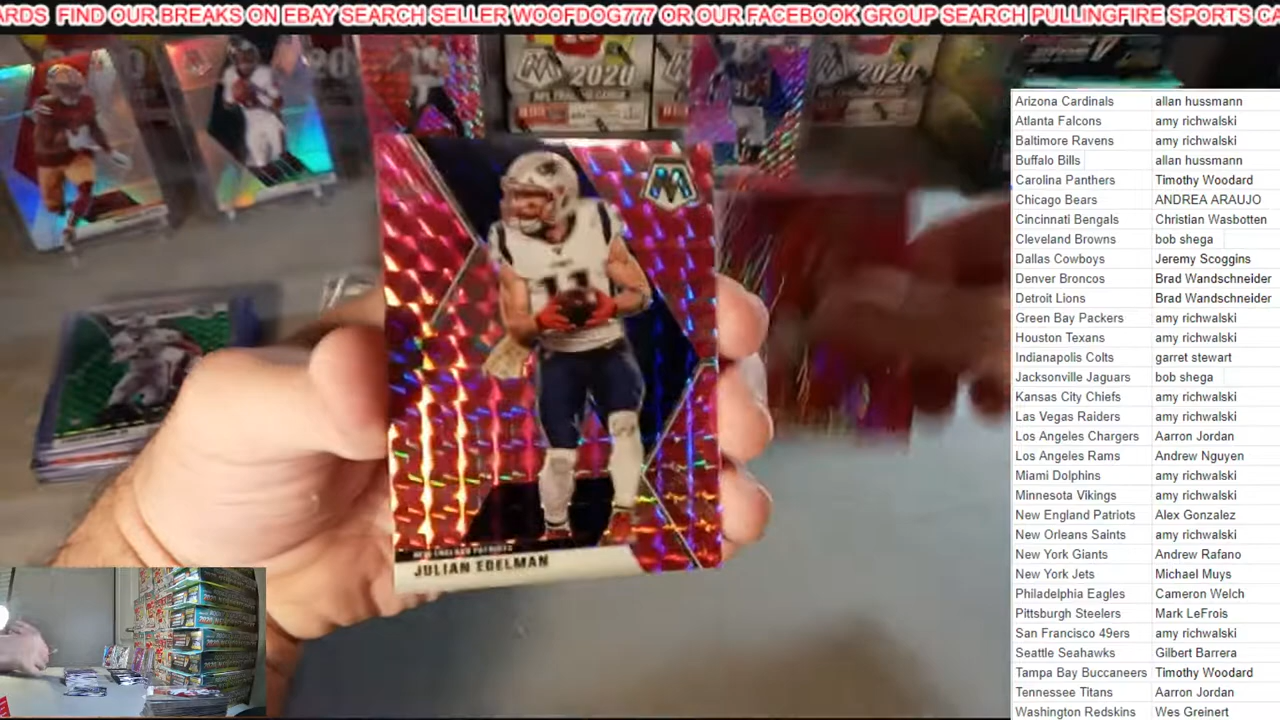 ARDS  FIND OUR BREAKS ON EBAY SEARCH SELLER WOOFDOG777 OR OUR FACEBOOK GROUP SEARCH PULLINGFIRE SPORTS CA
2020
2020
NEW ENGLAND PATRIOTS
JULIAN EDELMAN
11
Arizona Cardinals allan hussmann
Atlanta Falcons amy richwalski
Baltimore Ravens amy richwalski
Buffalo Bills allan hussmann
Carolina Panthers Timothy Woodard
Chicago Bears ANDREA ARAUJO
Cincinnati Bengals Christian Wasbotten
Cleveland Browns bob shega
Dallas Cowboys Jeremy Scoggins
Denver Broncos Brad Wandschneider
Detroit Lions Brad Wandschneider
Green Bay Packers amy richwalski
Houston Texans amy richwalski
Indianapolis Colts garret stewart
Jacksonville Jaguars bob shega
Kansas City Chiefs amy richwalski
Las Vegas Raiders amy richwalski
Los Angeles Chargers Aarron Jordan
Los Angeles Rams Andrew Nguyen
Miami Dolphins amy richwalski
Minnesota Vikings amy richwalski
New England Patriots Alex Gonzalez
New Orleans Saints amy richwalski
New York Giants Andrew Rafano
New York Jets Michael Muys
Philadelphia Eagles Cameron Welch
Pittsburgh Steelers Mark LeFrois
San Francisco 49ers amy richwalski
Seattle Seahawks Gilbert Barrera
Tampa Bay Buccaneers Timothy Woodard
Tennessee Titans Aarron Jordan
Washington Redskins Wes Greinert